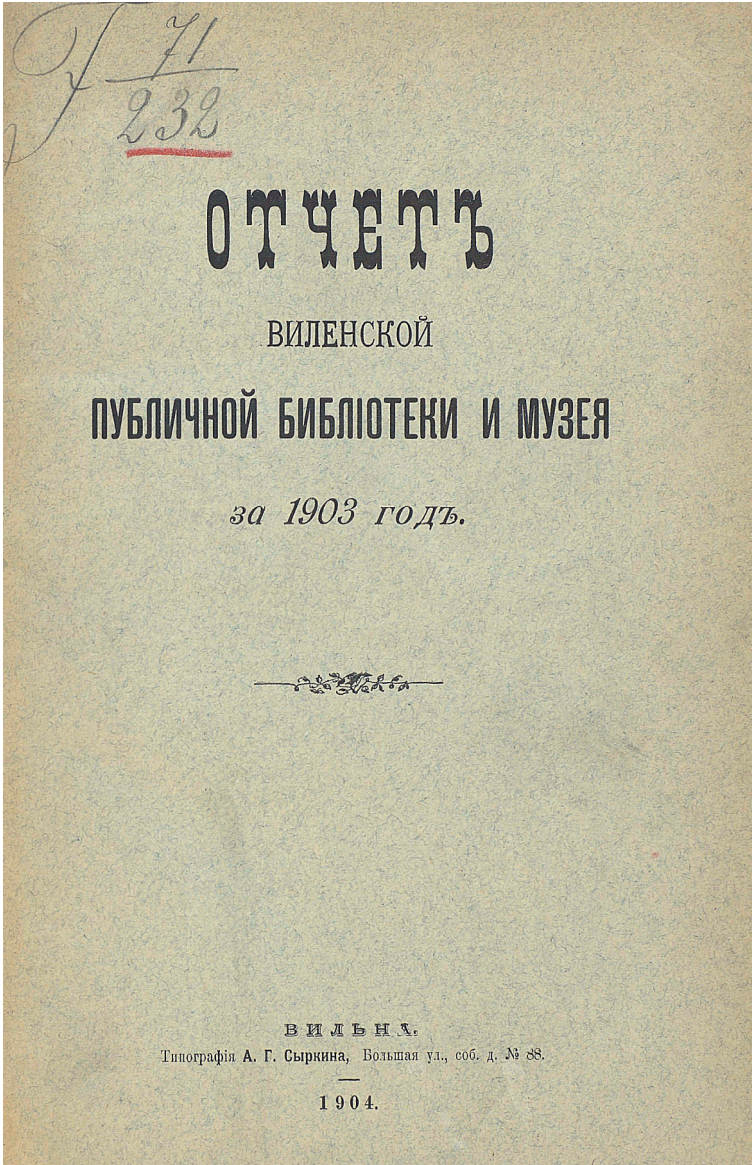 71
232
ОТЧЕТЪ
ВИЛЕНСКОЙ
ПУБЛИЧНОЙ БИБЛІОТЕКИ И МУЗЕЯ
за 1903 годъ.
ВИЛЬНА.
Типографія А. Г. Сыркина, Большая ул., соб. д. № 88.
1904.